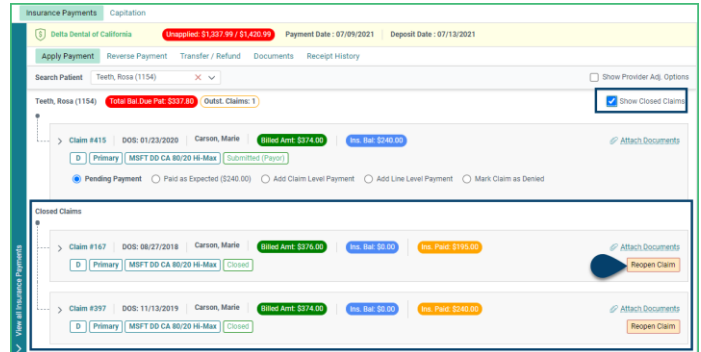 Insurance Payments Capitation
$ Delta Dental of California Unapplied: $1,337.99 / $1,420.99 Payment Date : 07/09/2021 Deposit Date : 07/13/2021
Apply Payment Reverse Payment Transfer / Refund Documents Receipt History
Search Patient Teeth, Rosa (1154) Show Provider Adj. Options
Teeth, Rosa (1154) Total Bal.Due Pat: $337.80 Outst. Claims: 1 Show Closed Claims
Claim #415 DOS: 01/23/2020 Carson, Marie Billed Amt: $374.00 Ins. Bal: $240.00 Attach Documents
D Primary MSFT DD CA 80/20 Hi-Max Submitted (Payor)
Pending Payment Paid as Expected ($240.00) Add Claim Level Payment Add Line Level Payment Mark Claim as Denied
Closed Claims
Claim #167 DOS: 08/27/2018 Carson, Marie Billed Amt: $376.00 Ins. Bal: $0.00 Ins. Paid: $195.00 Attach Documents
D Primary MSFT DD CA 80/20 Hi-Max Closed Reopen Claim
Claim #397 DOS: 11/13/2019 Carson, Marie Billed Amt: $374.00 Ins. Bal: $0.00 Ins. Paid: $240.00 Attach Documents
D Primary MSFT DD CA 80/20 Hi-Max Closed Reopen Claim
View all Insurance Payments